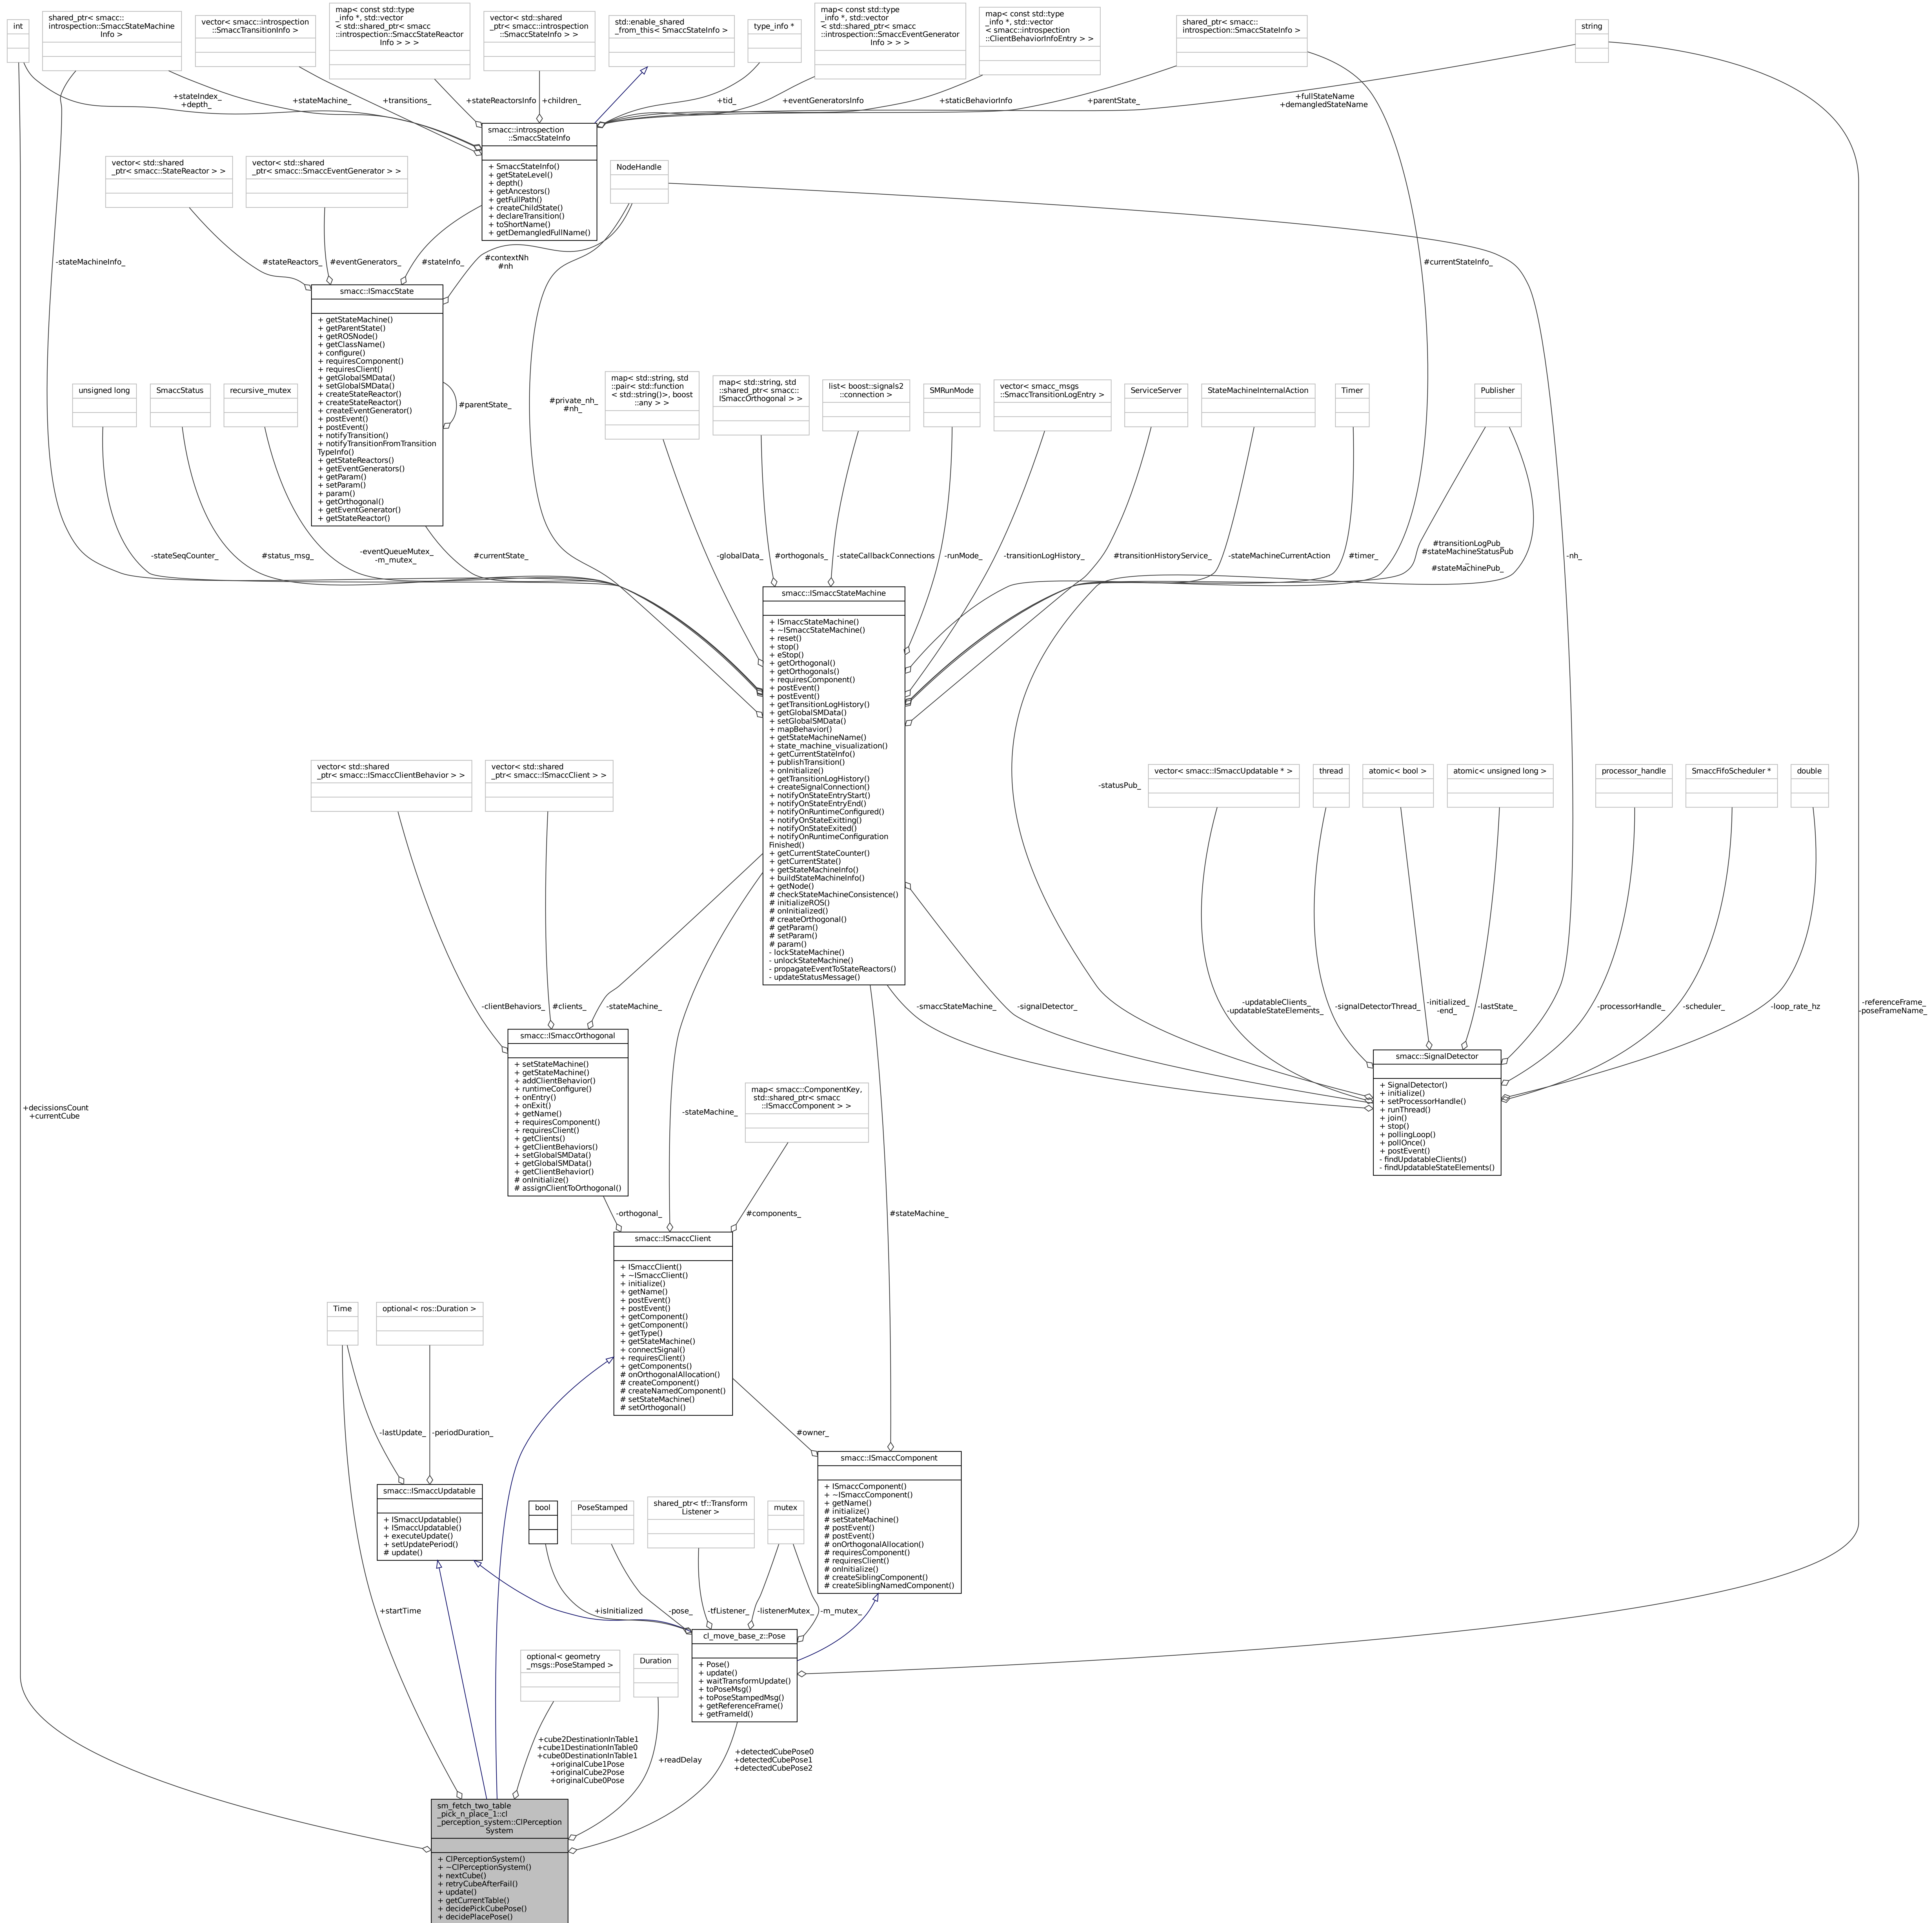 int
shared_ptr< smacc::
introspection::SmaccStateMachine
Info >
vector< smacc::introspection
::SmaccTransitionInfo >
map< const std::type
_info *, std::vector
< std::shared_ptr< smacc
::introspection::SmaccStateReactor
Info > > >
vector< std::shared
_ptr< smacc::introspection
::SmaccStateInfo > >
std::enable_shared
_from_this< SmaccStateInfo >
type_info *
map< const std::type
_info *, std::vector
< std::shared_ptr< smacc
::introspection::SmaccEventGenerator
Info > > >
map< const std::type
_info *, std::vector
< smacc::introspection
::ClientBehaviorInfoEntry > >
shared_ptr< smacc::
introspection::SmaccStateInfo >
string
+stateIndex_
+depth_
+stateMachine_
+transitions_
+stateReactorsInfo
+children_
+tid_
+eventGeneratorsInfo
+staticBehaviorInfo
+parentState_
+fullStateName
+demangledStateName
smacc::introspection
::SmaccStateInfo
+ SmaccStateInfo()
+ getStateLevel()
+ depth()
+ getAncestors()
+ getFullPath()
+ createChildState()
+ declareTransition()
+ toShortName()
+ getDemangledFullName()
vector< std::shared
_ptr< smacc::StateReactor > >
vector< std::shared
_ptr< smacc::SmaccEventGenerator > >
NodeHandle
-stateMachineInfo_
#stateReactors_
#eventGenerators_
#stateInfo_
#contextNh
#nh
#currentStateInfo_
smacc::ISmaccState
+ getStateMachine()
+ getParentState()
+ getROSNode()
+ getClassName()
+ configure()
+ requiresComponent()
+ requiresClient()
+ getGlobalSMData()
+ setGlobalSMData()
+ createStateReactor()
+ createStateReactor()
+ createEventGenerator()
+ postEvent()
+ postEvent()
+ notifyTransition()
+ notifyTransitionFromTransition
TypeInfo()
+ getStateReactors()
+ getEventGenerators()
+ getParam()
+ setParam()
+ param()
+ getOrthogonal()
+ getEventGenerator()
+ getStateReactor()
#parentState_
#private_nh_
#nh_
unsigned long
SmaccStatus
recursive_mutex
map< std::string, std
::pair< std::function
< std::string()>, boost
::any > >
map< std::string, std
::shared_ptr< smacc::
ISmaccOrthogonal > >
list< boost::signals2
::connection >
SMRunMode
vector< smacc_msgs
::SmaccTransitionLogEntry >
ServiceServer
StateMachineInternalAction
Timer
Publisher
-stateSeqCounter_
#status_msg_
-eventQueueMutex_
-m_mutex_
#currentState_
-globalData_
#orthogonals_
-stateCallbackConnections
-runMode_
-transitionLogHistory_
#transitionHistoryService_
-stateMachineCurrentAction
#timer_
#transitionLogPub_
#stateMachineStatusPub
_
#stateMachinePub_
-nh_
smacc::ISmaccStateMachine
+ ISmaccStateMachine()
+ ~ISmaccStateMachine()
+ reset()
+ stop()
+ eStop()
+ getOrthogonal()
+ getOrthogonals()
+ requiresComponent()
+ postEvent()
+ postEvent()
+ getTransitionLogHistory()
+ getGlobalSMData()
+ setGlobalSMData()
+ mapBehavior()
+ getStateMachineName()
+ state_machine_visualization()
+ getCurrentStateInfo()
+ publishTransition()
+ onInitialize()
+ getTransitionLogHistory()
+ createSignalConnection()
+ notifyOnStateEntryStart()
+ notifyOnStateEntryEnd()
+ notifyOnRuntimeConfigured()
+ notifyOnStateExitting()
+ notifyOnStateExited()
+ notifyOnRuntimeConfiguration
Finished()
+ getCurrentStateCounter()
+ getCurrentState()
+ getStateMachineInfo()
+ buildStateMachineInfo()
+ getNode()
# checkStateMachineConsistence()
# initializeROS()
# onInitialized()
# createOrthogonal()
# getParam()
# setParam()
# param()
- lockStateMachine()
- unlockStateMachine()
- propagateEventToStateReactors()
- updateStatusMessage()
vector< std::shared
_ptr< smacc::ISmaccClientBehavior > >
vector< std::shared
_ptr< smacc::ISmaccClient > >
-statusPub_
vector< smacc::ISmaccUpdatable * >
thread
atomic< bool >
atomic< unsigned long >
processor_handle
SmaccFifoScheduler *
double
-clientBehaviors_
#clients_
-stateMachine_
-smaccStateMachine_
-signalDetector_
-updatableClients_
-updatableStateElements_
-signalDetectorThread_
-initialized_
-end_
-lastState_
-processorHandle_
-scheduler_
-loop_rate_hz
-referenceFrame_
-poseFrameName_
smacc::ISmaccOrthogonal
+ setStateMachine()
+ getStateMachine()
+ addClientBehavior()
+ runtimeConfigure()
+ onEntry()
+ onExit()
+ getName()
+ requiresComponent()
+ requiresClient()
+ getClients()
+ getClientBehaviors()
+ setGlobalSMData()
+ getGlobalSMData()
+ getClientBehavior()
# onInitialize()
# assignClientToOrthogonal()
smacc::SignalDetector
+ SignalDetector()
+ initialize()
+ setProcessorHandle()
+ runThread()
+ join()
+ stop()
+ pollingLoop()
+ pollOnce()
+ postEvent()
- findUpdatableClients()
- findUpdatableStateElements()
+decissionsCount
+currentCube
-stateMachine_
map< smacc::ComponentKey,
std::shared_ptr< smacc
::ISmaccComponent > >
-orthogonal_
#components_
#stateMachine_
smacc::ISmaccClient
+ ISmaccClient()
+ ~ISmaccClient()
+ initialize()
+ getName()
+ postEvent()
+ postEvent()
+ getComponent()
+ getComponent()
+ getType()
+ getStateMachine()
+ connectSignal()
+ requiresClient()
+ getComponents()
# onOrthogonalAllocation()
# createComponent()
# createNamedComponent()
# setStateMachine()
# setOrthogonal()
Time
optional< ros::Duration >
-lastUpdate_
-periodDuration_
#owner_
smacc::ISmaccComponent
+ ISmaccComponent()
+ ~ISmaccComponent()
+ getName()
# initialize()
# setStateMachine()
# postEvent()
# postEvent()
# onOrthogonalAllocation()
# requiresComponent()
# requiresClient()
# onInitialize()
# createSiblingComponent()
# createSiblingNamedComponent()
smacc::ISmaccUpdatable
+ ISmaccUpdatable()
+ ISmaccUpdatable()
+ executeUpdate()
+ setUpdatePeriod()
# update()
bool
PoseStamped
shared_ptr< tf::Transform
Listener >
mutex
+startTime
+isInitialized
-pose_
-tfListener_
-listenerMutex_
-m_mutex_
cl_move_base_z::Pose
+ Pose()
+ update()
+ waitTransformUpdate()
+ toPoseMsg()
+ toPoseStampedMsg()
+ getReferenceFrame()
+ getFrameId()
optional< geometry
_msgs::PoseStamped >
Duration
+cube2DestinationInTable1
+cube1DestinationInTable0
+cube0DestinationInTable1
+originalCube1Pose
+originalCube2Pose
+originalCube0Pose
+readDelay
+detectedCubePose0
+detectedCubePose1
+detectedCubePose2
sm_fetch_two_table
_pick_n_place_1::cl
_perception_system::ClPerception
System
+ ClPerceptionSystem()
+ ~ClPerceptionSystem()
+ nextCube()
+ retryCubeAfterFail()
+ update()
+ getCurrentTable()
+ decidePickCubePose()
+ decidePlacePose()